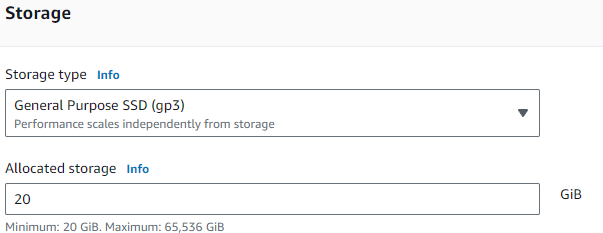 Storage
Storage type Info
General Purpose SSD (gp3)
Performance scales independently from storage
Allocated storage Info
20 GiB
Minimum: 20 GiB. Maximum: 65,536 GiB